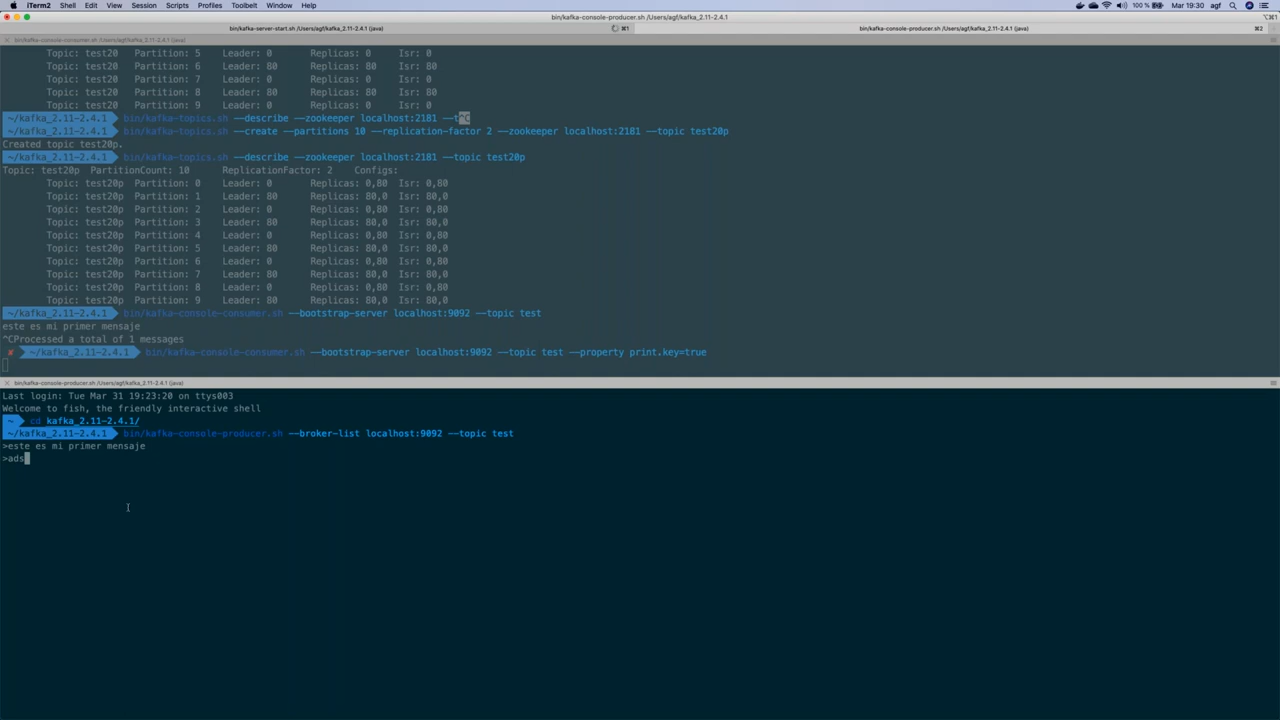 iTerm2 Shell Edit View Session Scripts Profiles Toolbelt Window Help 100 % Mar 19:30 agf
bin/kafka-console-producer.sh /Users/agf/kafka_2.11-2.4.1 ⌥⌘1
bin/kafka-server-start.sh /Users/agf/kafka_2.11-2.4.1 (java) ⌘1 bin/kafka-console-producer.sh /Users/agf/kafka_2.11-2.4.1 (java) ⌘2
bin/kafka-console-consumer.sh /Users/agf/kafka_2.11-2.4.1 (java)
Topic: test20 Partition: 5 Leader: 0 Replicas: 0 Isr: 0
Topic: test20 Partition: 6 Leader: 80 Replicas: 80 Isr: 80
Topic: test20 Partition: 7 Leader: 0 Replicas: 0 Isr: 0
Topic: test20 Partition: 8 Leader: 80 Replicas: 80 Isr: 80
Topic: test20 Partition: 9 Leader: 0 Replicas: 0 Isr: 0
~/kafka_2.11-2.4.1 bin/kafka-topics.sh --describe --zookeeper localhost:2181 --t^C
~/kafka_2.11-2.4.1 bin/kafka-topics.sh --create --partitions 10 --replication-factor 2 --zookeeper localhost:2181 --topic test20p
Created topic test20p.
~/kafka_2.11-2.4.1 bin/kafka-topics.sh --describe --zookeeper localhost:2181 --topic test20p
Topic: test20p PartitionCount: 10 ReplicationFactor: 2 Configs:
Topic: test20p Partition: 0 Leader: 0 Replicas: 0,80 Isr: 0,80
Topic: test20p Partition: 1 Leader: 80 Replicas: 80,0 Isr: 80,0
Topic: test20p Partition: 2 Leader: 0 Replicas: 0,80 Isr: 0,80
Topic: test20p Partition: 3 Leader: 80 Replicas: 80,0 Isr: 80,0
Topic: test20p Partition: 4 Leader: 0 Replicas: 0,80 Isr: 0,80
Topic: test20p Partition: 5 Leader: 80 Replicas: 80,0 Isr: 80,0
Topic: test20p Partition: 6 Leader: 0 Replicas: 0,80 Isr: 0,80
Topic: test20p Partition: 7 Leader: 80 Replicas: 80,0 Isr: 80,0
Topic: test20p Partition: 8 Leader: 0 Replicas: 0,80 Isr: 0,80
Topic: test20p Partition: 9 Leader: 80 Replicas: 80,0 Isr: 80,0
~/kafka_2.11-2.4.1 bin/kafka-console-consumer.sh --bootstrap-server localhost:9092 --topic test
este es mi primer mensaje
^CProcessed a total of 1 messages
✘ ~/kafka_2.11-2.4.1 bin/kafka-console-consumer.sh --bootstrap-server localhost:9092 --topic test --property print.key=true
bin/kafka-console-producer.sh /Users/agf/kafka_2.11-2.4.1 (java)
Last login: Tue Mar 31 19:23:20 on ttys003
Welcome to fish, the friendly interactive shell
~ cd kafka_2.11-2.4.1/
~/kafka_2.11-2.4.1 bin/kafka-console-producer.sh --broker-list localhost:9092 --topic test
>este es mi primer mensaje
>ads